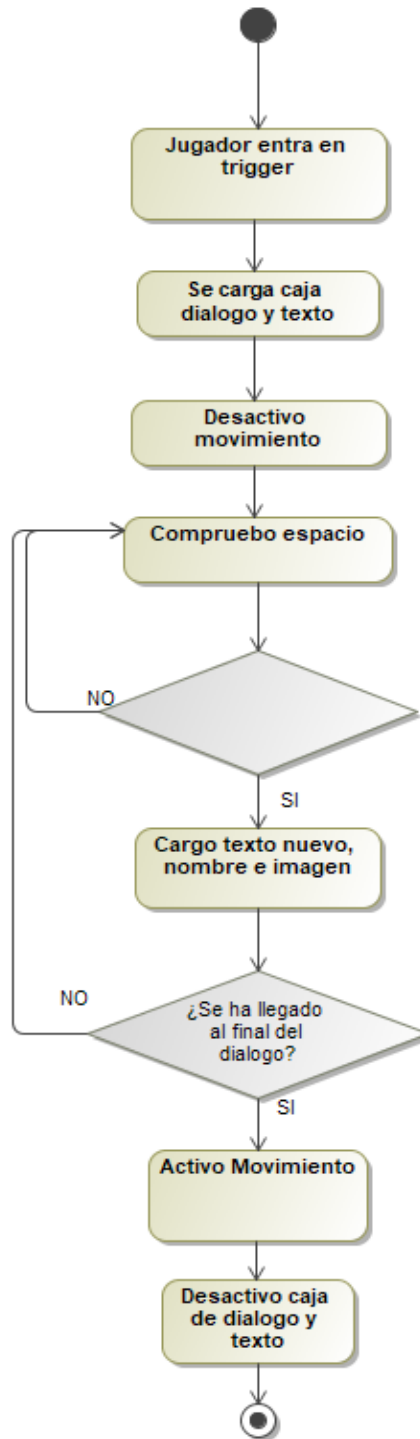 Jugador entra en
trigger
Se carga caja
dialogo y texto
Desactivo
movimiento
Compruebo espacio
NO
SI
Cargo texto nuevo,
nombre e imagen
NO
¿Se ha llegado
al final del
dialogo?
SI
Activo Movimiento
Desactivo caja
de dialogo y
texto